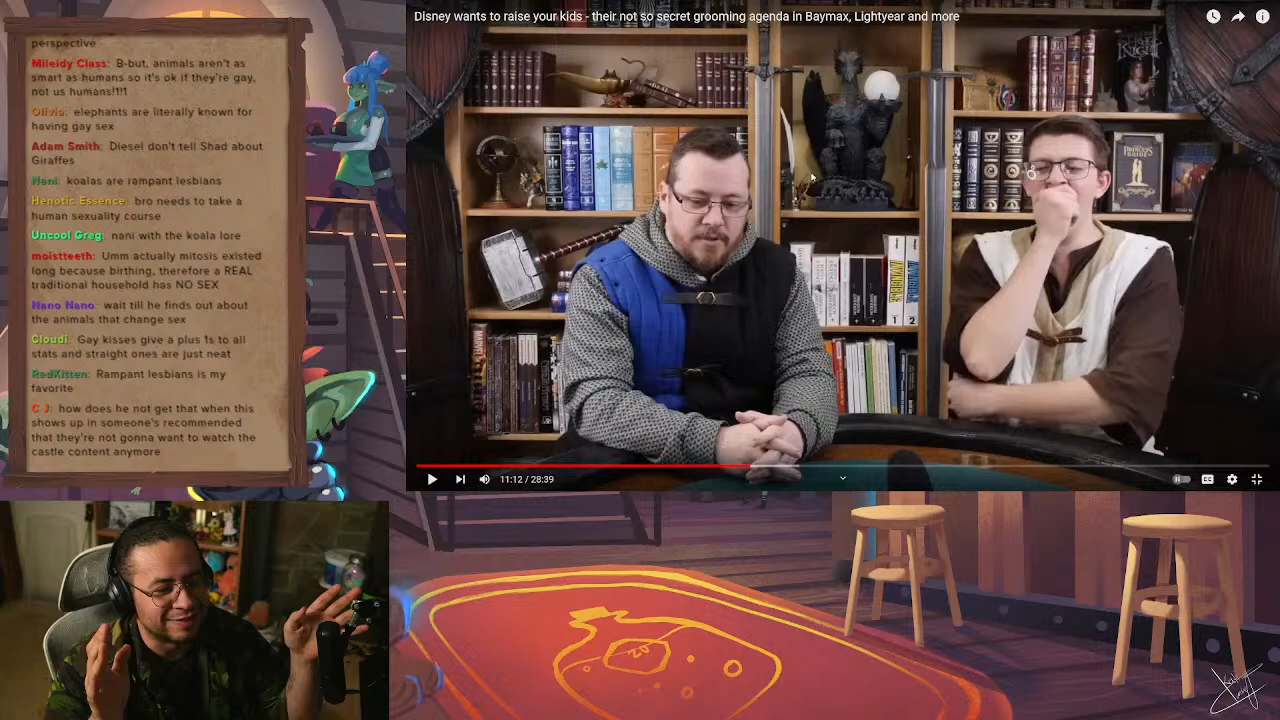 Disney wants to raise your kids - their not so secret grooming agenda in Baymax, Lightyear and more
perspective
Mileidy Class: B-but, animals aren't as
smart as humans so it's ok if they're gay,
not us humans!1!1
Olivia: elephants are literally known for
having gay sex
Adam Smith: Diesel don't tell Shad about
Giraffes
Nani: koalas are rampant lesbians
Henotic Essence: bro needs to take a
human sexuality course
Uncool Greg: nani with the koala lore
moistteeth: Umm actually mitosis existed
long because birthing, therefore a REAL
traditional household has NO SEX
Nano Nano: wait till he finds out about
the animals that change sex
Cloudi: Gay kisses give a plus 1s to all
stats and straight ones are just neat
RedKitten: Rampant lesbians is my
favorite
C J: how does he not get that when this
shows up in someone's recommended
that they're not gonna want to watch the
castle content anymore
PRINCESS
11:12 / 28:39
CC
20